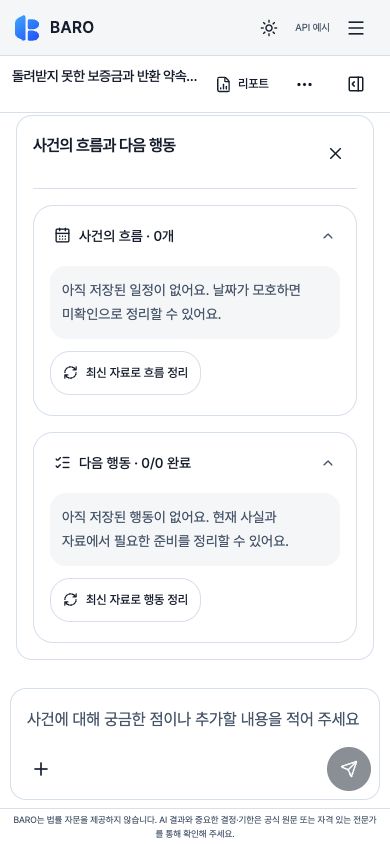 BARO
API 예시
돌려받지 못한 보증금과 반환 약속...
리포트
사건의 흐름과 다음 행동
사건의 흐름 · 0개
아직 저장된 일정이 없어요. 날짜가 모호하면
미확인으로 정리할 수 있어요.
최신 자료로 흐름 정리
다음 행동 · 0/0 완료
아직 저장된 행동이 없어요. 현재 사실과
자료에서 필요한 준비를 정리할 수 있어요.
최신 자료로 행동 정리
사건에 대해 궁금한 점이나 추가할 내용을 적어 주세요
BARO는 법률 자문을 제공하지 않습니다. AI 결과와 중요한 결정·기한은 공식 원문 또는 자격 있는 전문가
를 통해 확인해 주세요.